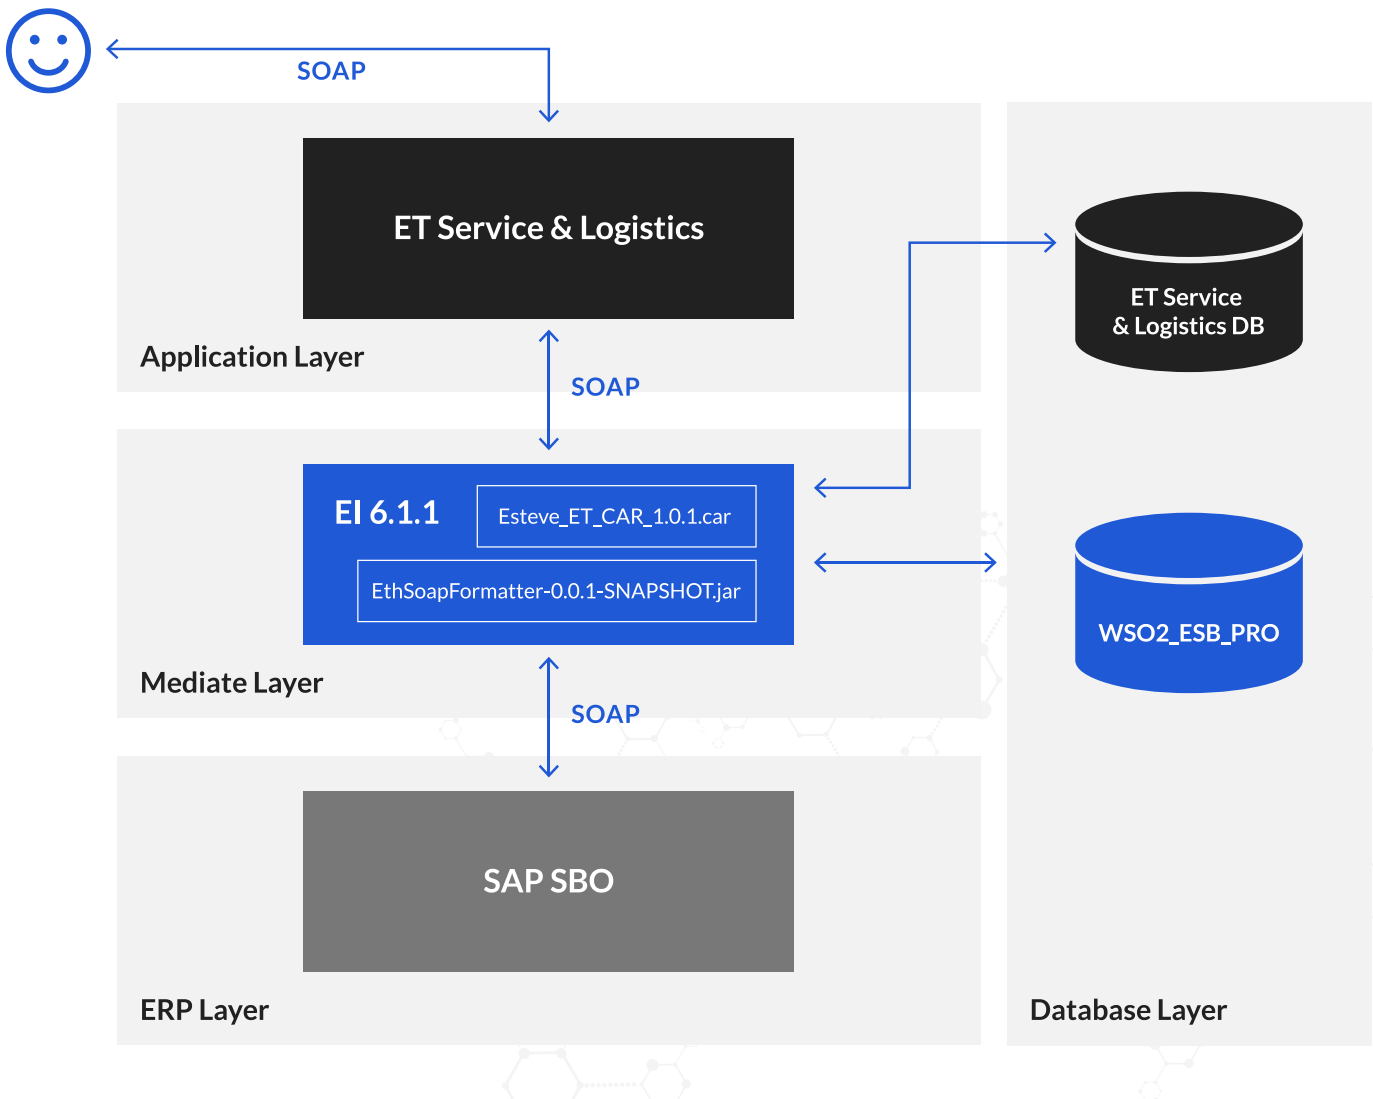 SOAP
ET Service & Logistics
Application Layer
SOAP
EI 6.1.1
Esteve_ET_CAR_1.0.1.car
EthSoapFormatter-0.0.1-SNAPSHOT.jar
Mediate Layer
SOAP
SAP SBO
ERP Layer
ET Service
& Logistics DB
WSO2_ESB_PRO
Database Layer